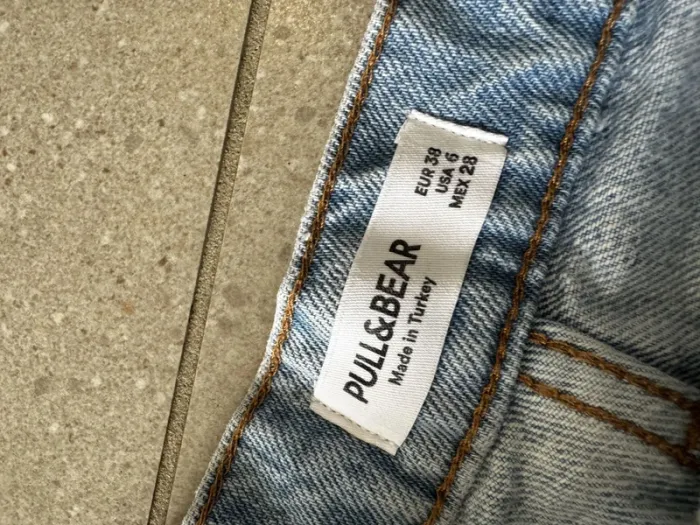 PULL&BEAR
Made in Turkey
EUR 38
USA 6
MEX 28